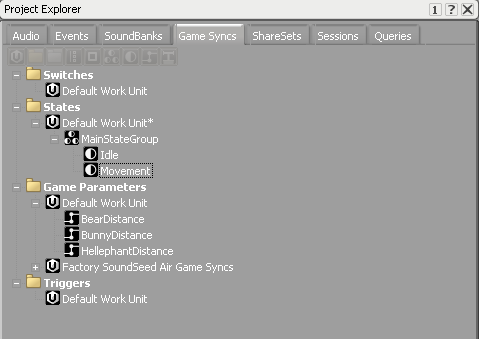 Project Explorer
Audio Events SoundBanks Game Syncs ShareSets Sessions Queries
Switches
Default Work Unit
States
Default Work Unit*
MainStateGroup
Idle
Movement
Game Parameters
Default Work Unit
BearDistance
BunnyDistance
HellephantDistance
Factory SoundSeed Air Game Syncs
Triggers
Default Work Unit